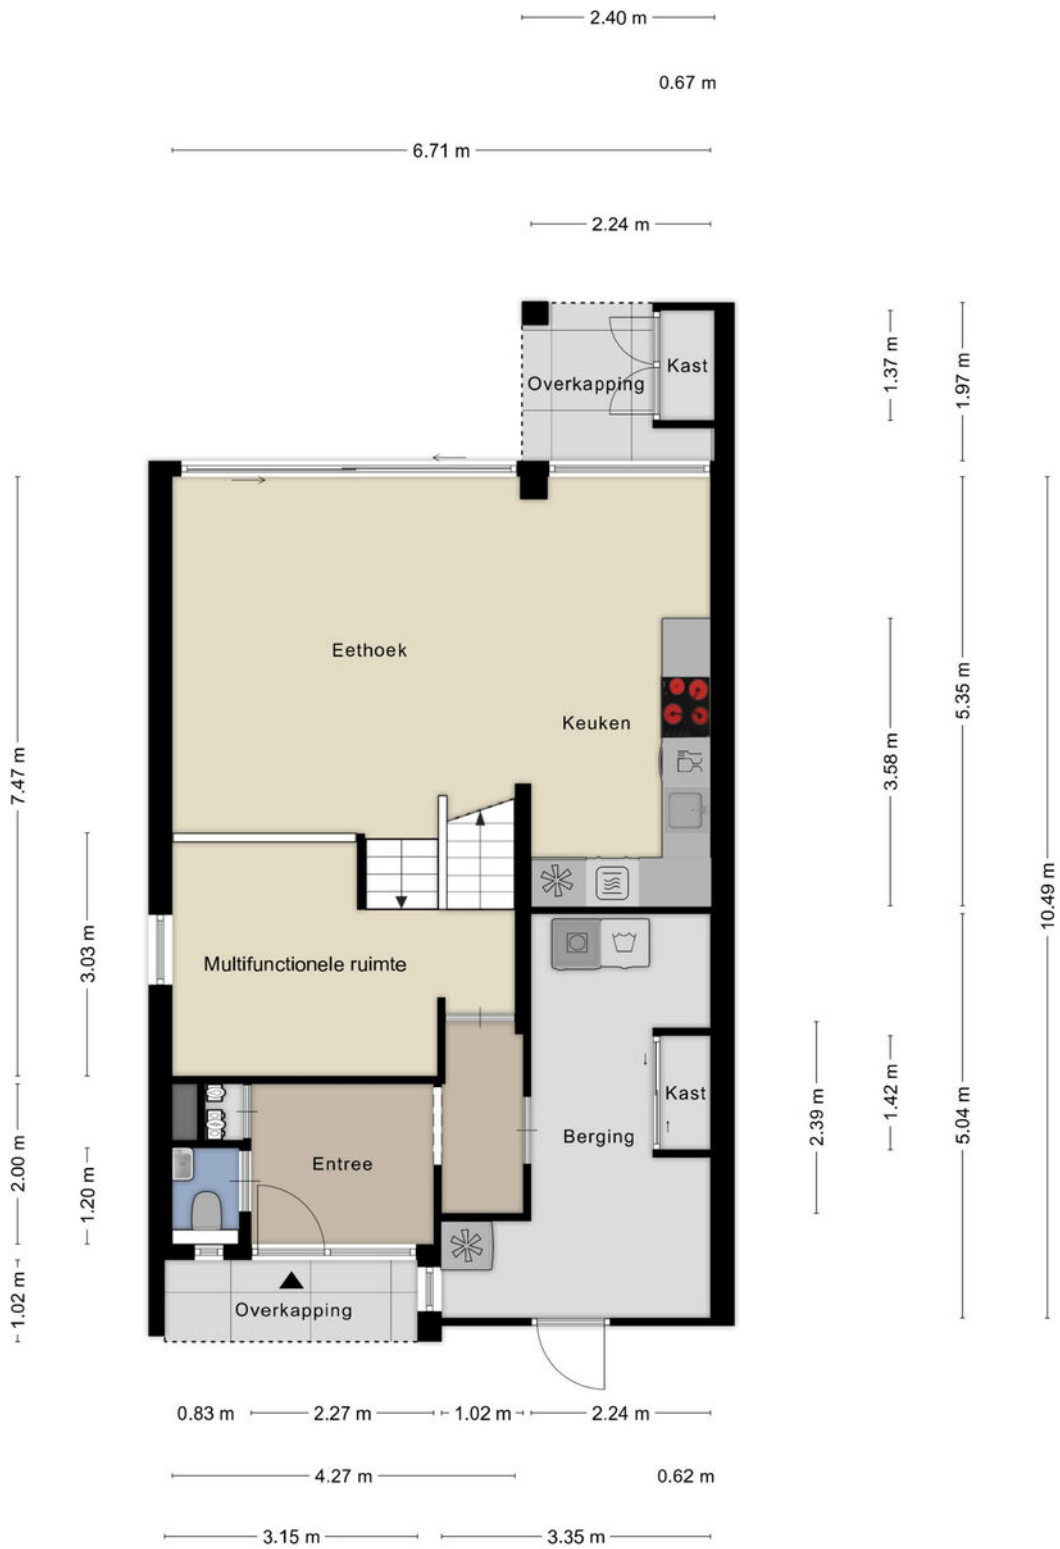 2.40 m
0.67 m
6.71 m
2.24 m
Overkapping
Kast
1.37 m
1.97 m
Eethoek
Keuken
7.47 m
3.58 m
5.35 m
10.49 m
Multifunctionele ruimte
3.03 m
Entree
Berging
Kast
2.00 m
1.20 m
2.39 m
1.42 m
5.04 m
1.02 m
Overkapping
0.83 m
2.27 m
1.02 m
2.24 m
4.27 m
0.62 m
3.15 m
3.35 m